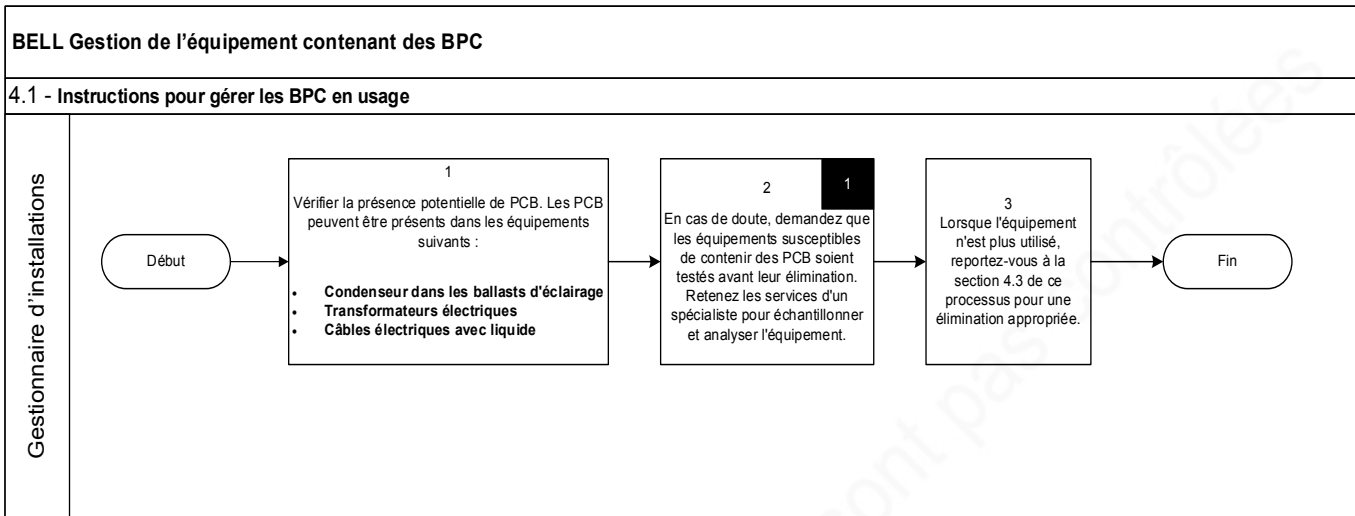 BELL Gestion de l'équipement contenant des BPC
4.1 - Instructions pour gérer les BPC en usage
Gestionnaire d'installations
Début
1
Vérifier la présence potentielle de PCB. Les PCB
peuvent être présents dans les équipements
suivants :
• Condenseur dans les ballasts d'éclairage
• Transformateurs électriques
• Câbles électriques avec liquide
2
1
En cas de doute, demandez que
les équipements susceptibles
de contenir des PCB soient
testés avant leur élimination.
Retenez les services d'un
spécialiste pour échantillonner
et analyser l'équipement.
3
Lorsque l'équipement
n'est plus utilisé,
reportez-vous à la
section 4.3 de ce
processus pour une
élimination appropriée.
Fin
sont pas contrôlées